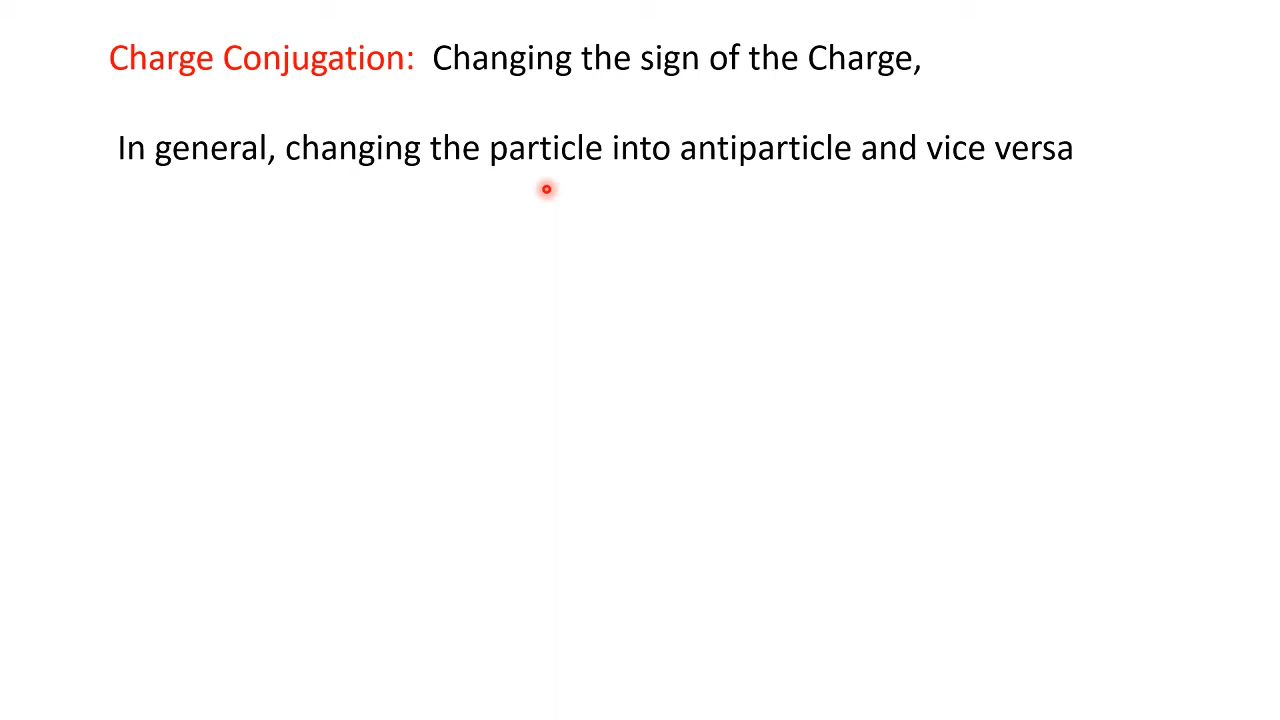 Charge Conjugation: Changing the sign of the Charge,
In general, changing the particle into antiparticle and vice versa